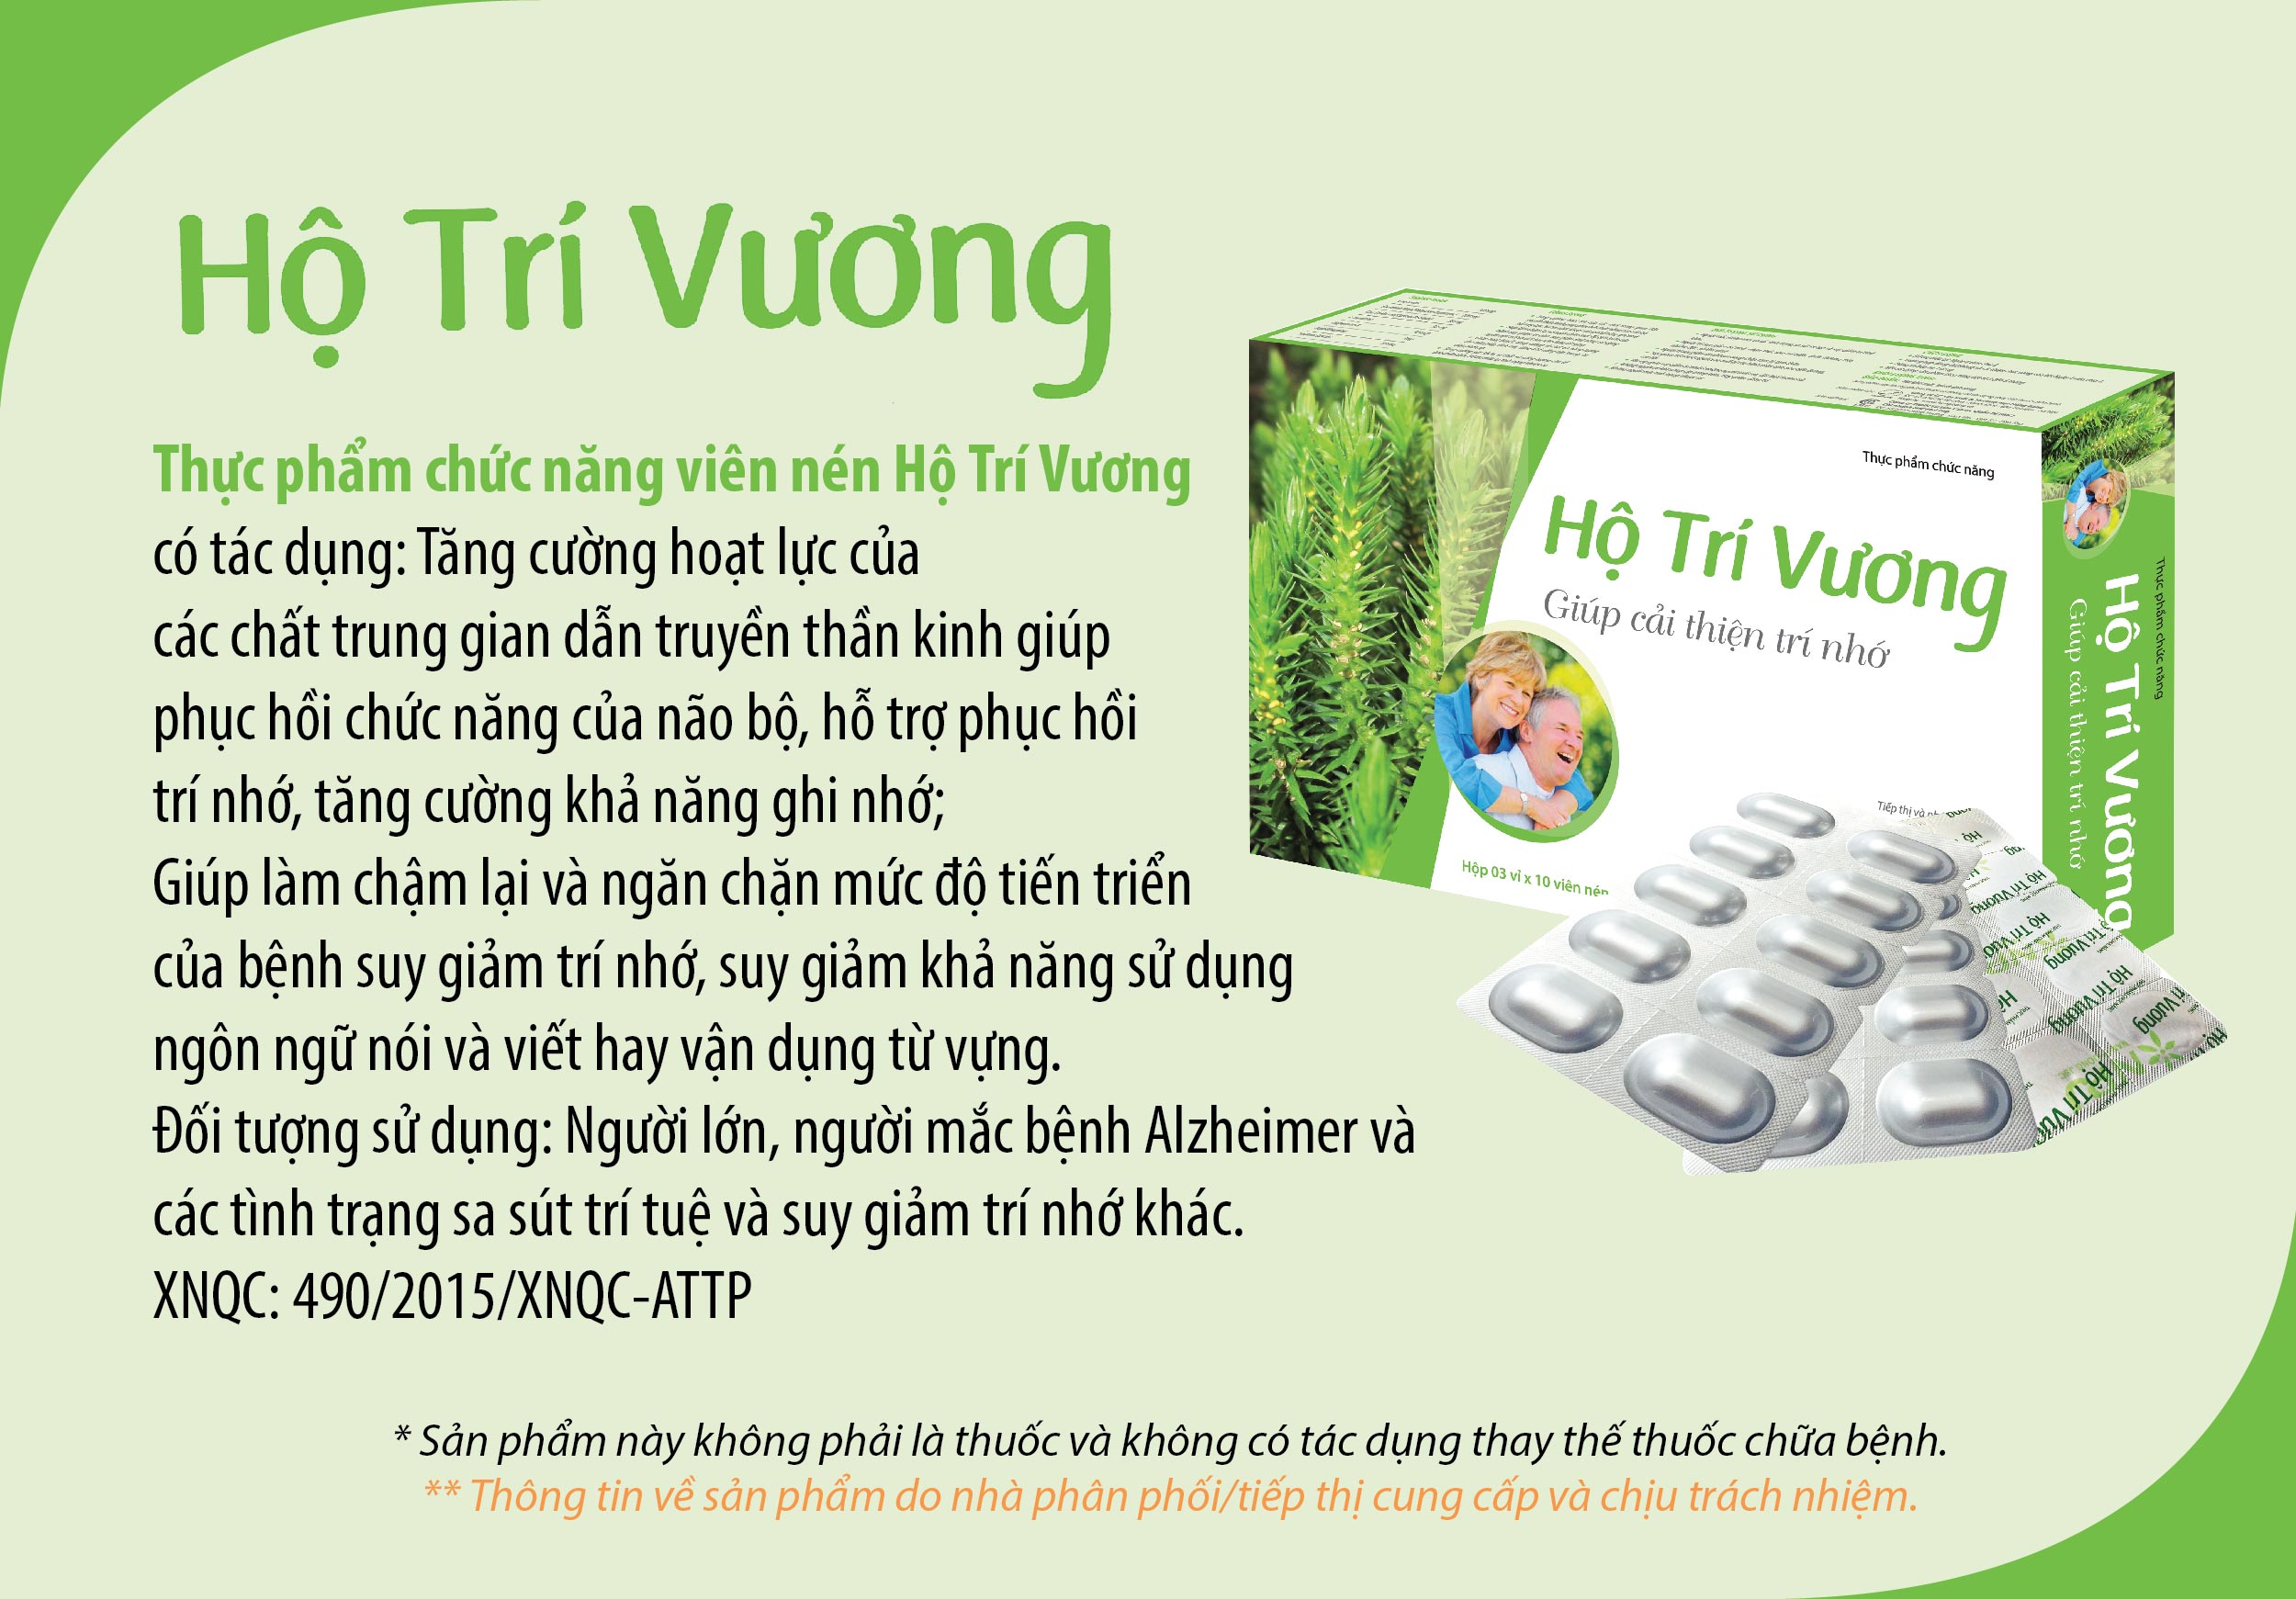 Hộ Trí Vương
Thực phẩm chức năng viên nén Hộ Trí Vương
có tác dụng: Tăng cường hoạt lực của
các chất trung gian dẫn truyền thần kinh giúp
phục hồi chức năng của não bộ, hỗ trợ phục hồi
trí nhớ, tăng cường khả năng ghi nhớ;
Giúp làm chậm lại và ngăn chặn mức độ tiến triển
của bệnh suy giảm trí nhớ, suy giảm khả năng sử dụng
ngôn ngữ nói và viết hay vận dụng từ vựng.
Đối tượng sử dụng: Người lớn, người mắc bệnh Alzheimer và
các tình trạng sa sút trí tuệ và suy giảm trí nhớ khác.
XNQC: 490/2015/XNQC-ATTP
Thực phẩm chức năng
Hộ Trí Vương
Giúp cải thiện trí nhớ
Tiếp thị và
Hộp 03 vỉ x 10 viên nén
Thực phẩm chức năng
Hộ Trí Vương
Giúp cải thiện trí nhớ
Hộ Trí Vương
Hộ Trí Vương
Hộ Trí Vương
* Sản phẩm này không phải là thuốc và không có tác dụng thay thế thuốc chữa bệnh.
** Thông tin về sản phẩm do nhà phân phối/tiếp thị cung cấp và chịu trách nhiệm.